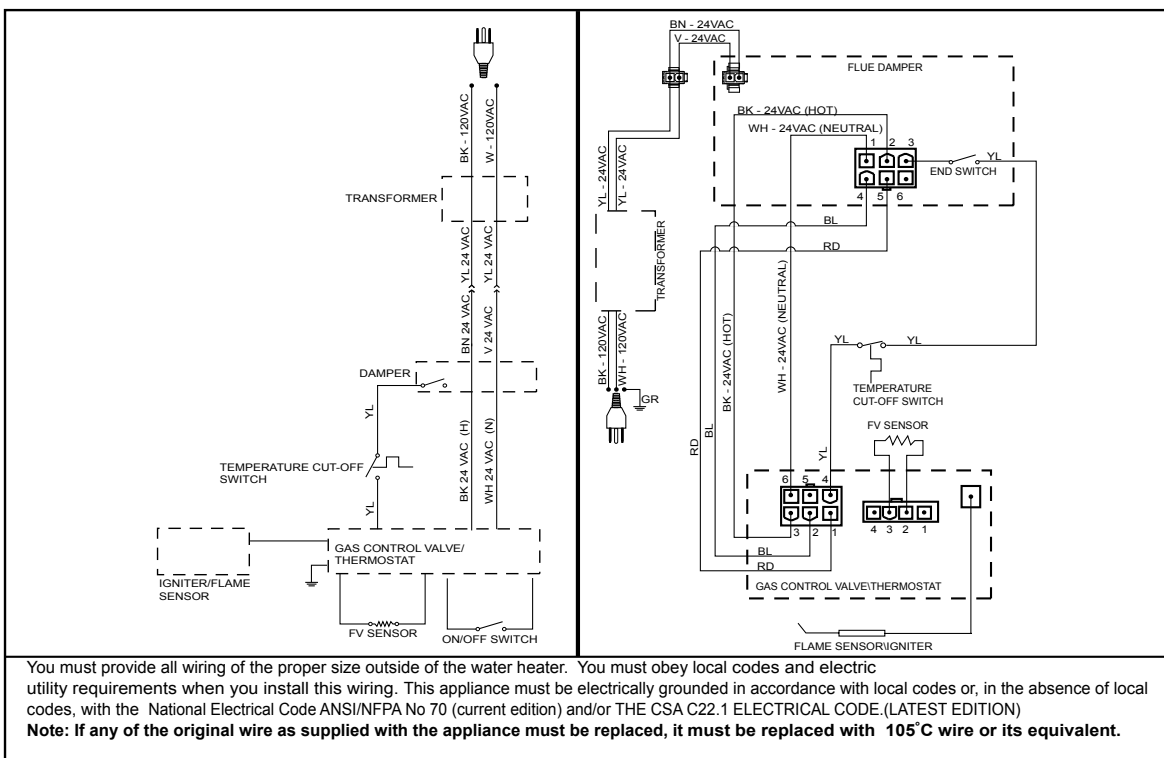 BK - 120VAC
W - 120VAC
TRANSFORMER
YL 24 VAC
YL 24 VAC
BN 24 VAC
V 24 VAC
DAMPER
YL
BK 24 VAC (H)
WH 24 VAC (N)
TEMPERATURE CUT-OFF
SWITCH
YL
GAS CONTROL VALVE/
THERMOSTAT
IGNITER/FLAME
SENSOR
FV SENSOR
ON/OFF SWITCH
BN - 24VAC
V - 24VAC
FLUE DAMPER
BK - 24VAC (HOT)
WH - 24VAC (NEUTRAL)
1 2 3
YL
END SWITCH
4 5 6
YL - 24VAC
YL - 24VAC
BL
RD
TRANSFORMER
BK - 120VAC
WH - 120VAC
GR
BK - 24VAC (HOT)
WH - 24VAC (NEUTRAL)
YL
YL
TEMPERATURE
CUT-OFF SWITCH
RD
BL
YL
FV SENSOR
6 5 4
3 2 1
4 3 2 1
BL
RD
GAS CONTROL VALVE\THERMOSTAT
FLAME SENSOR\IGNITER
You must provide all wiring of the proper size outside of the water heater. You must obey local codes and electric
utility requirements when you install this wiring. This appliance must be electrically grounded in accordance with local codes or, in the absence of local
codes, with the National Electrical Code ANSI/NFPA No 70 (current edition) and/or THE CSA C22.1 ELECTRICAL CODE.(LATEST EDITION)
Note: If any of the original wire as supplied with the appliance must be replaced, it must be replaced with 105°C wire or its equivalent.